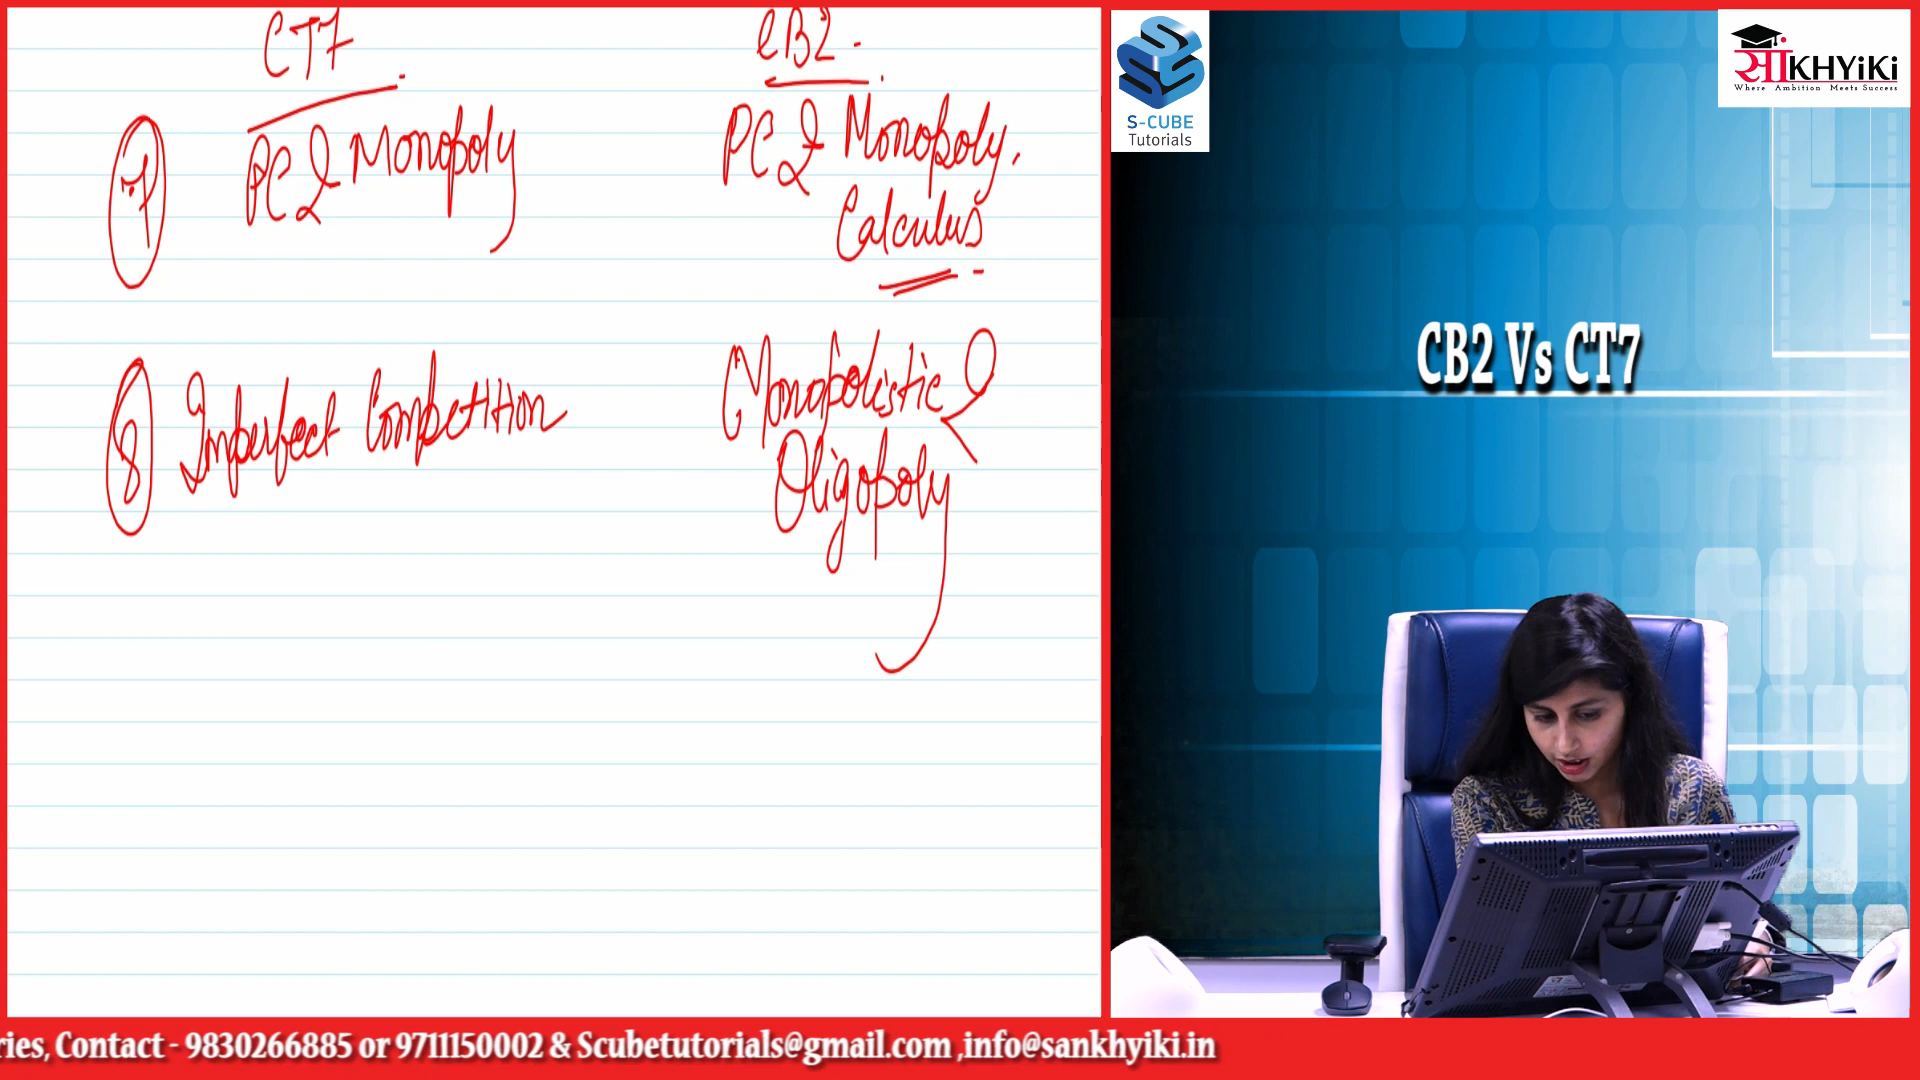 CT7
CB2.
7 PC & Monopoly
PC & Monopoly,
Calculus
8 Imperfect Competition
Monopolistic &
Oligopoly
S-CUBE
Tutorials
सांKHYiKi
Where Ambition Meets Success
CB2 Vs CT7
ries, Contact - 9830266885 or 9711150002 & Scubetutorials@gmail.com ,info@sankhyiki.in